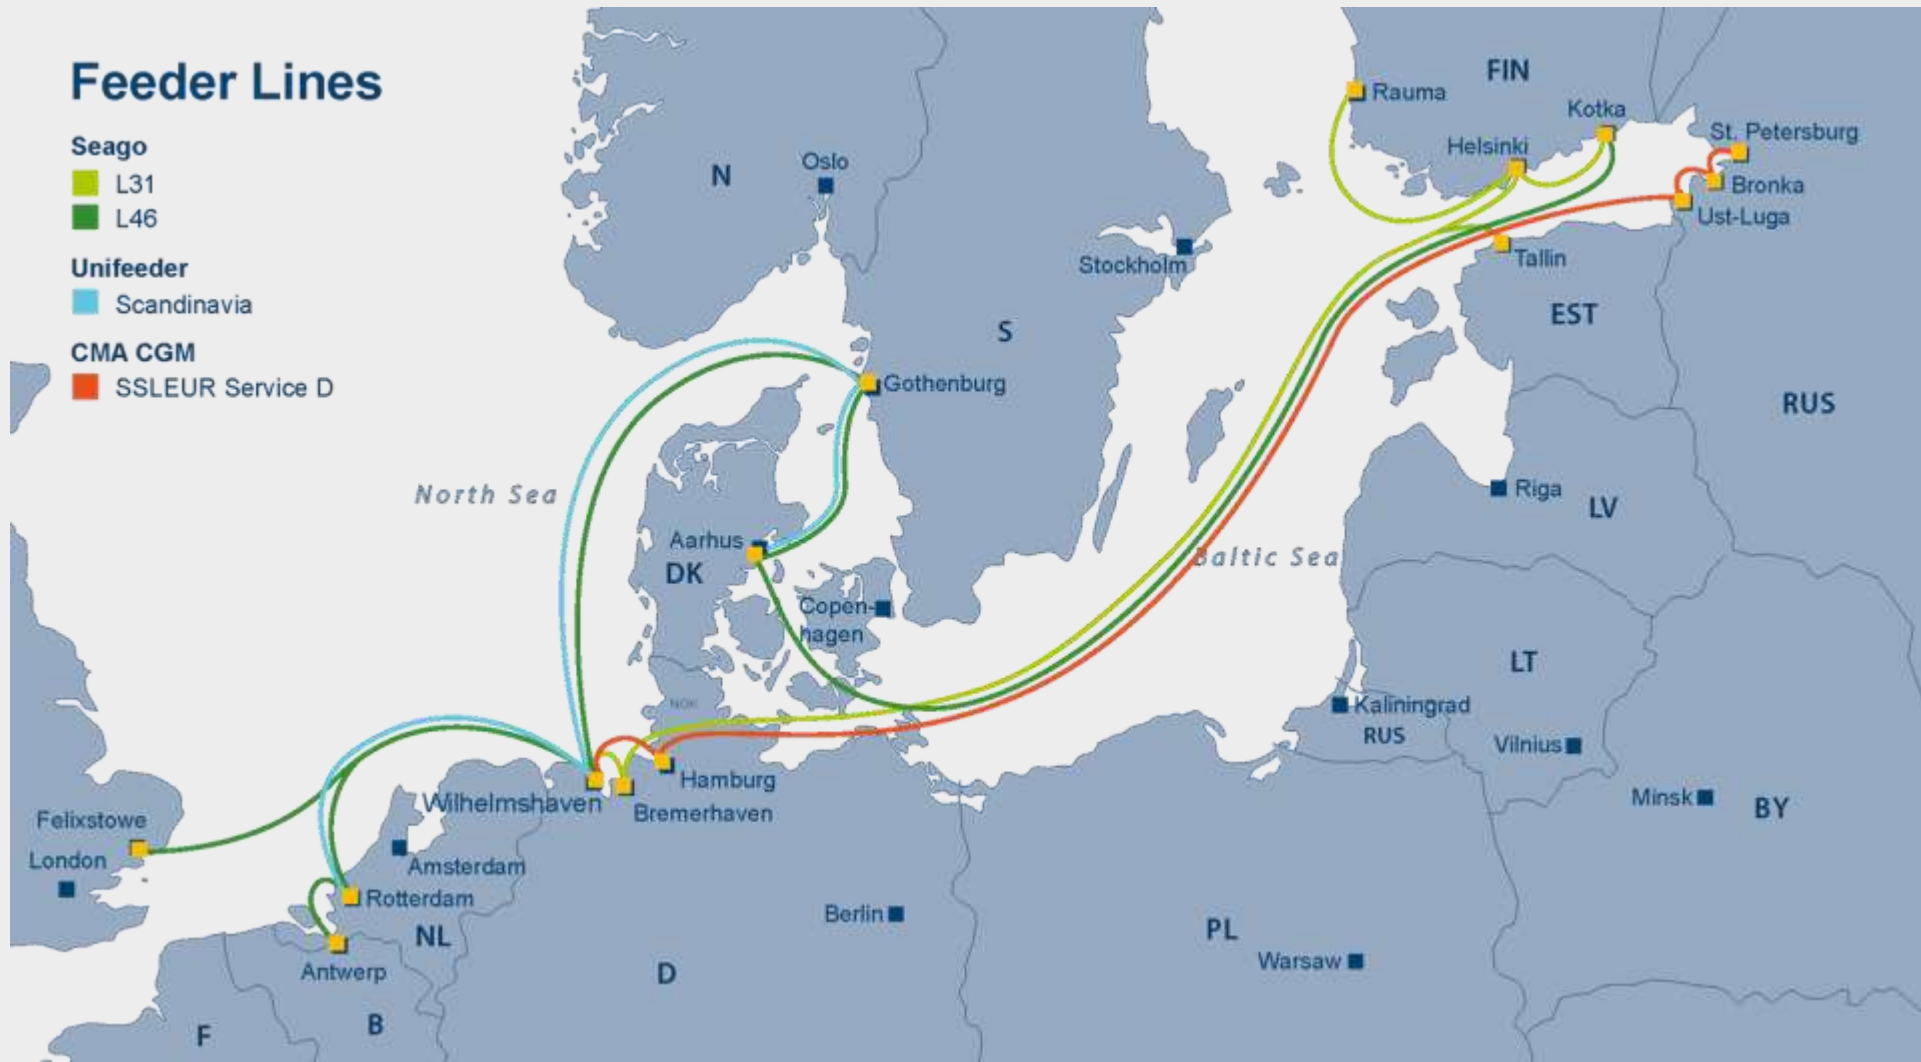 Feeder Lines
Seago
L31
L46
Unifeeder
Scandinavia
CMA CGM
SSLEUR Service D
FIN
Rauma
Kotka
St. Petersburg
Helsinki
Oslo
N
Bronka
Ust-Luga
Stockholm
Tallin
EST
S
Gothenburg
RUS
North Sea
Riga
LV
Aarhus
DK
Baltic Sea
Copen-
hagen
LT
NOK
Kaliningrad
RUS
Vilnius
Hamburg
Wilhelmshaven
Bremerhaven
Minsk
BY
Felixstowe
London
Amsterdam
Rotterdam
Berlin
NL
PL
Warsaw
Antwerp
D
B
F